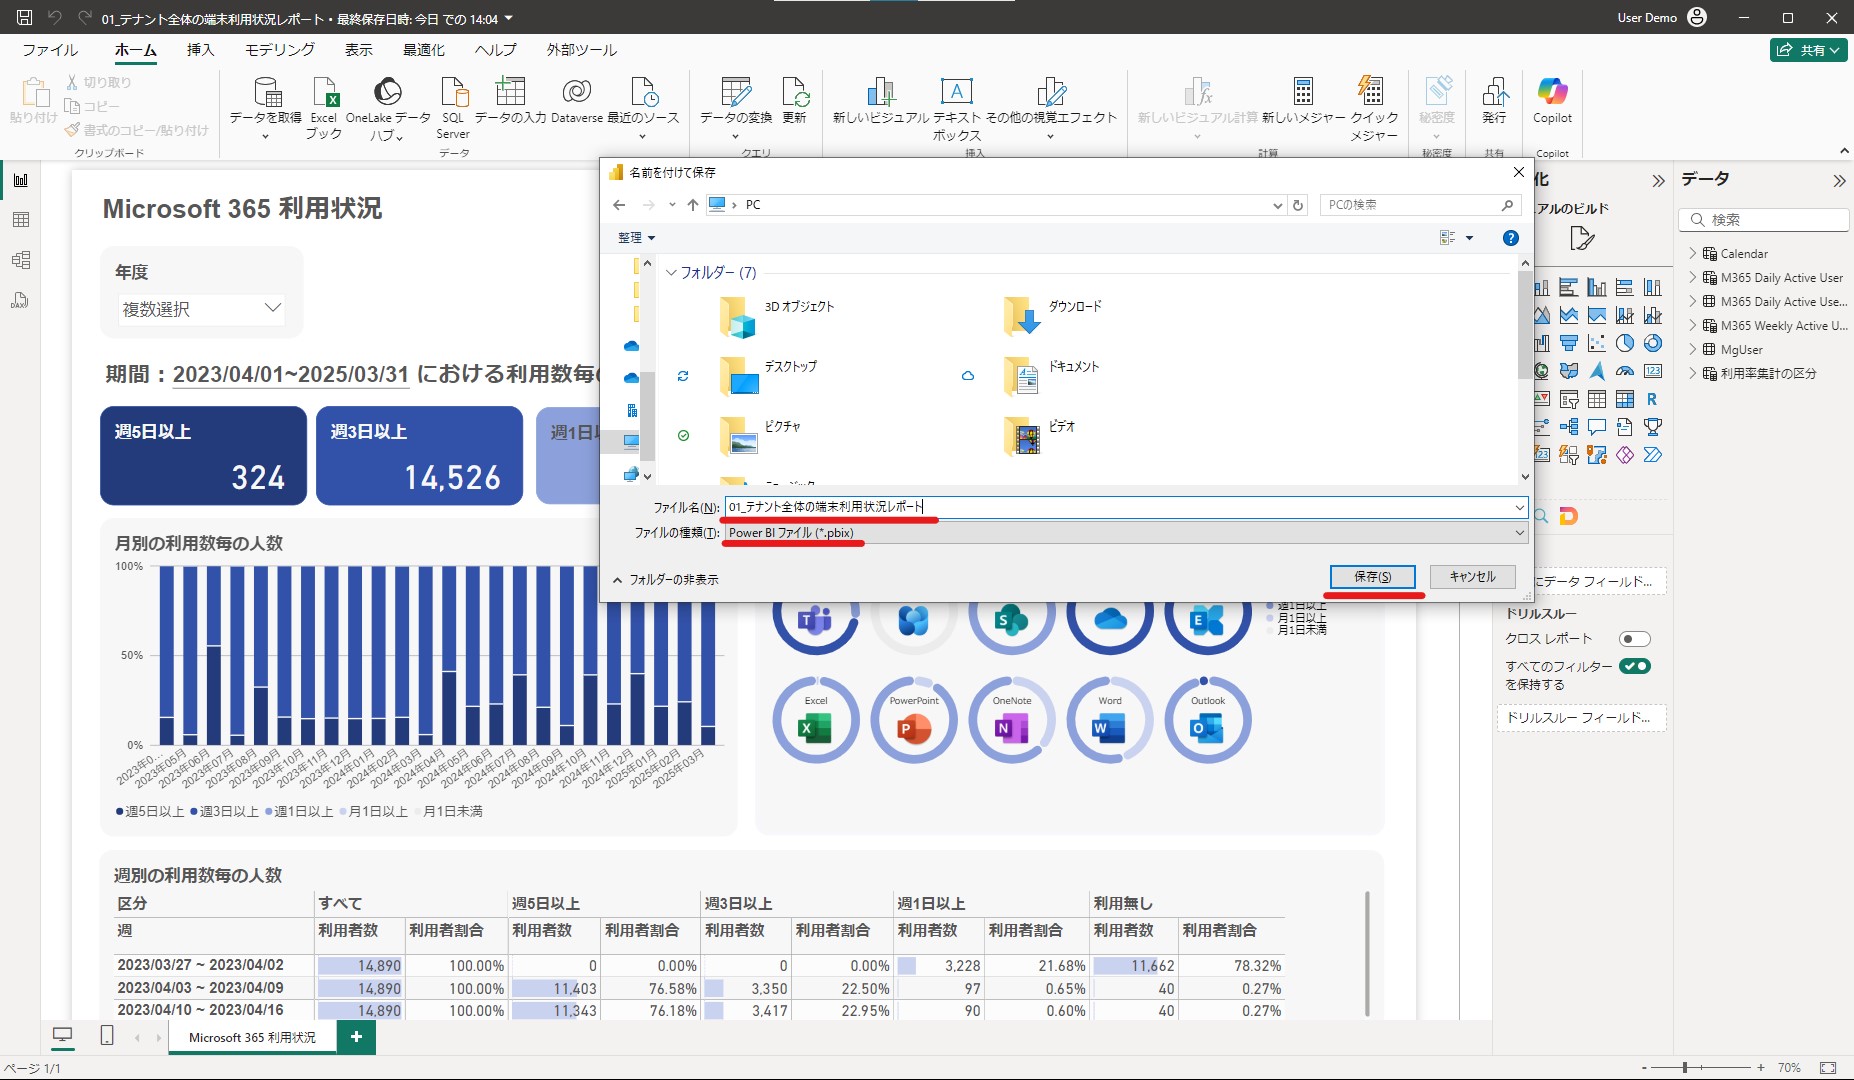 01_テナント全体の端末利用状況レポート • 最終保存日時: 今日 での 14:04
User Demo
ファイル ホーム 挿入 モデリング 表示 最適化 ヘルプ 外部ツール
共有
貼り付け
切り取り
コピー
書式のコピー/貼り付け
クリップボード
データを取得
Excel
ブック
OneLake データ
ハブ
SQL
Server
データの入力
Dataverse
最近のソース
データ
データの変換
更新
クエリ
新しいビジュアル
テキスト
ボックス
その他の視覚エフェクト
挿入
新しいビジュアル計算
新しいメジャー
クイック
メジャー
計算
秘密度
秘密度
発行
共有
Copilot
Copilot
Microsoft 365 利用状況
年度
複数選択
期間：2023/04/01~2025/03/31 における利用数毎
週5日以上
324
週3日以上
14,526
週1日
月別の利用数毎の人数
100%
50%
0%
2023年0...
2023年05月
2023年06月
2023年07月
2023年08月
2023年09月
2023年10月
2023年11月
2023年12月
2024年01月
2024年02月
2024年03月
2024年04月
2024年05月
2024年06月
2024年07月
2024年08月
2024年09月
2024年10月
2024年11月
2024年12月
2025年01月
2025年02月
2025年03月
週5日以上 週3日以上 週1日以上 月1日以上 月1日未満
名前を付けて保存
PC
PCの検索
整理
フォルダー (7)
3D オブジェクト
ダウンロード
デスクトップ
ドキュメント
ピクチャ
ビデオ
ファイル名(N):
01_テナント全体の端末利用状況レポート
ファイルの種類(T):
Power BI ファイル (*.pbix)
フォルダーの非表示
保存(S)
キャンセル
週1日以上
月1日以上
月1日未満
Excel
PowerPoint
OneNote
Word
Outlook
週別の利用数毎の人数
区分 すべて 週5日以上 週3日以上 週1日以上 利用無し
週 利用者数 利用者割合 利用者数 利用者割合 利用者数 利用者割合 利用者数 利用者割合 利用者数 利用者割合
2023/03/27 ~ 2023/04/02 14,890 100.00% 0 0.00% 0 0.00% 3,228 21.68% 11,662 78.32%
2023/04/03 ~ 2023/04/09 14,890 100.00% 11,403 76.58% 3,350 22.50% 97 0.65% 40 0.27%
2023/04/10 ~ 2023/04/16 14,890 100.00% 11,343 76.18% 3,417 22.95% 90 0.60% 40 0.27%
化
アルのビルド
にデータ フィールド...
ドリルスルー
クロス レポート
すべてのフィルター
を保持する
ドリルスルー フィールド...
データ
検索
Calendar
M365 Daily Active User
M365 Daily Active Use...
M365 Weekly Active U...
MgUser
利用率集計の区分
Microsoft 365 利用状況
ページ 1/1
70%